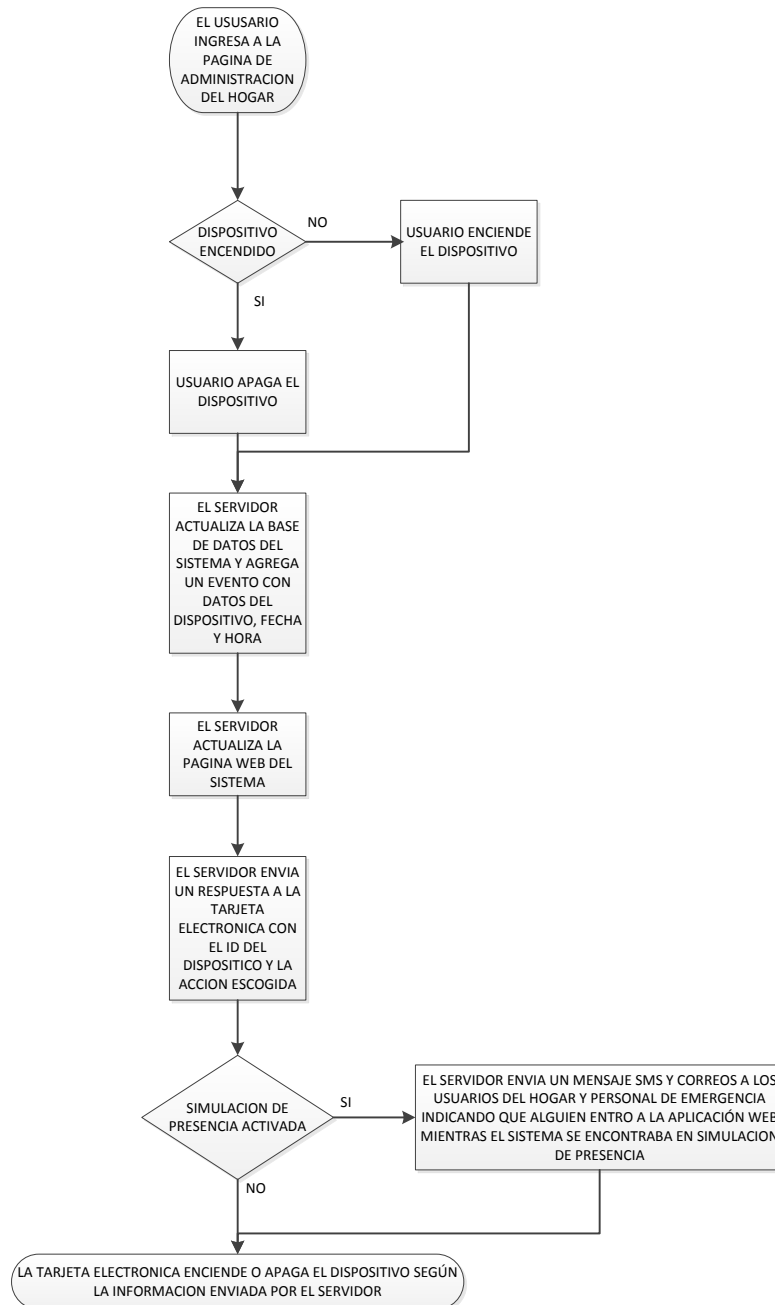 EL USUSARIO
INGRESA A LA
PAGINA DE
ADMINISTRACION
DEL HOGAR
DISPOSITIVO
ENCENDIDO
NO
USUARIO ENCIENDE
EL DISPOSITIVO
SI
USUARIO APAGA EL
DISPOSITIVO
EL SERVIDOR
ACTUALIZA LA BASE
DE DATOS DEL
SISTEMA Y AGREGA
UN EVENTO CON
DATOS DEL
DISPOSITIVO, FECHA
Y HORA
EL SERVIDOR
ACTUALIZA LA
PAGINA WEB DEL
SISTEMA
EL SERVIDOR ENVIA
UN RESPUESTA A LA
TARJETA
ELECTRONICA CON
EL ID DEL
DISPOSITICO Y LA
ACCION ESCOGIDA
SIMULACION DE
PRESENCIA ACTIVADA
SI
EL SERVIDOR ENVIA UN MENSAJE SMS Y CORREOS A LOS
USUARIOS DEL HOGAR Y PERSONAL DE EMERGENCIA
INDICANDO QUE ALGUIEN ENTRO A LA APLICACIÓN WEB
MIENTRAS EL SISTEMA SE ENCONTRABA EN SIMULACION
DE PRESENCIA
NO
LA TARJETA ELECTRONICA ENCIENDE O APAGA EL DISPOSITIVO SEGÚN
LA INFORMACION ENVIADA POR EL SERVIDOR